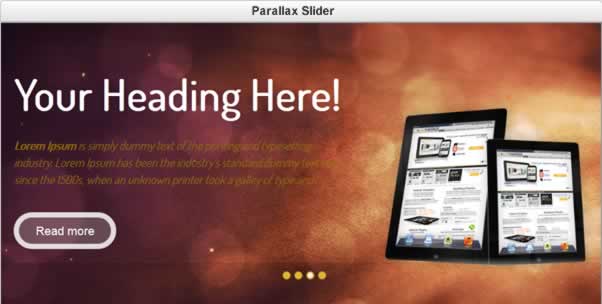 Parallax Slider
Your Heading Here!
Lorem Ipsum is simply dummy text of the printing and typesetting
industry. Lorem Ipsum has been the industry's standard dummy text ever
since the 1500s, when an unknown printer took a galley of type and
Read more